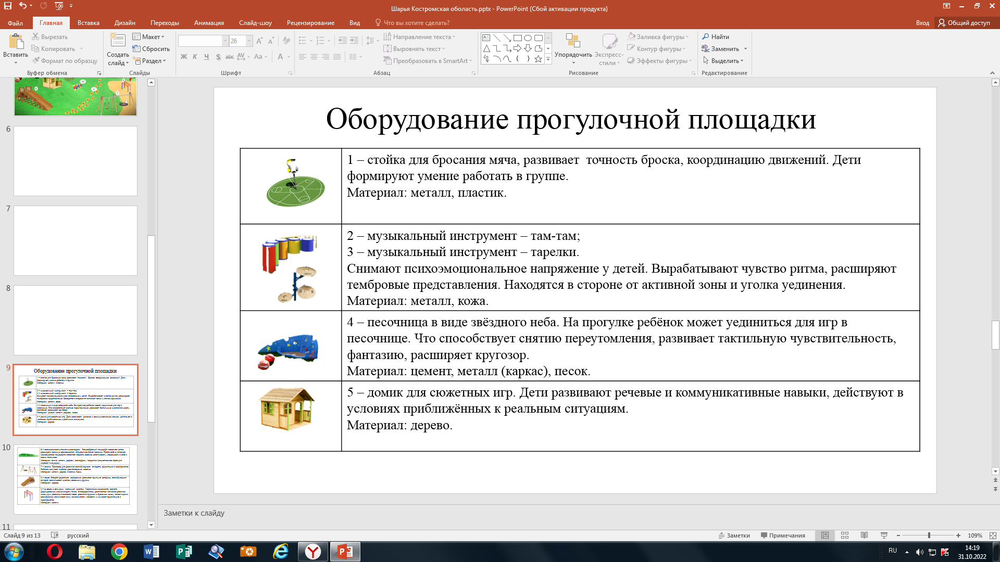 Шарья Костромская оболасть.pptx - PowerPoint (Сбой активации продукта)
Файл
Главная
Вставка
Дизайн
Переходы
Анимация
Слайд-шоу
Рецензирование
Вид
Что вы хотите сделать?
Вход
Общий доступ
Вставить
Вырезать
Копировать
Формат по образцу
Буфер обмена
Создать
слайд
Макет
Сбросить
Раздел
Слайды
26
Ж К Ч S abc AV Aa A
Шрифт
Направление текста
Выровнять текст
Преобразовать в SmartArt
Абзац
Упорядочить
Экспресс-
стили
Заливка фигуры
Контур фигуры
Эффекты фигуры
Рисование
Найти
Заменить
Выделить
Редактирование
6
7
8
9
Оборудование прогулочной площадки
10
11
Оборудование прогулочной площадки
1 – стойка для бросания мяча, развивает  точность броска, координацию движений. Дети
формируют умение работать в группе.
Материал: металл, пластик.
2 – музыкальный инструмент – там-там;
3 – музыкальный инструмент – тарелки.
Снимают психоэмоциональное напряжение у детей. Вырабатывают чувство ритма, расширяют
тембровые представления. Находятся в стороне от активной зоны и уголка уединения.
Материал: металл, кожа.
4 – песочница в виде звёздного неба. На прогулке ребёнок может уединиться для игр в
песочнице. Что способствует снятию переутомления, развивает тактильную чувствительность,
фантазию, расширяет кругозор.
Материал: цемент, металл (каркас), песок.
5 – домик для сюжетных игр. Дети развивают речевые и коммуникативные навыки, действуют в
условиях приближённых к реальным ситуациям.
Материал: дерево.
Заметки к слайду
Слайд 9 из 13
русский
Заметки
Примечания
109%
RU
14:19
31.10.2022